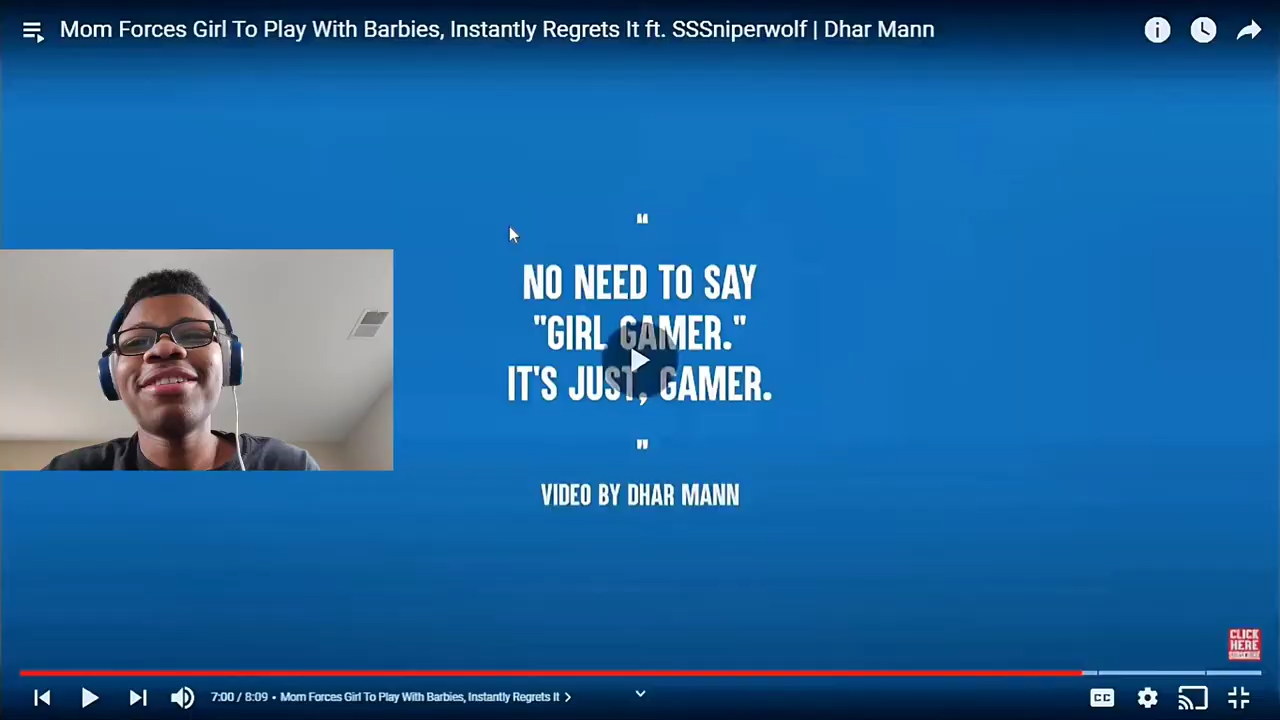 Mom Forces Girl To Play With Barbies, Instantly Regrets It ft. SSSniperwolf | Dhar Mann
“
NO NEED TO SAY
"GIRL GAMER."
IT'S JUST, GAMER.
”
VIDEO BY DHAR MANN
CLICK
HERE
SUBSCRIBE
7:00 / 8:09 • Mom Forces Girl To Play With Barbies, Instantly Regrets It
CC